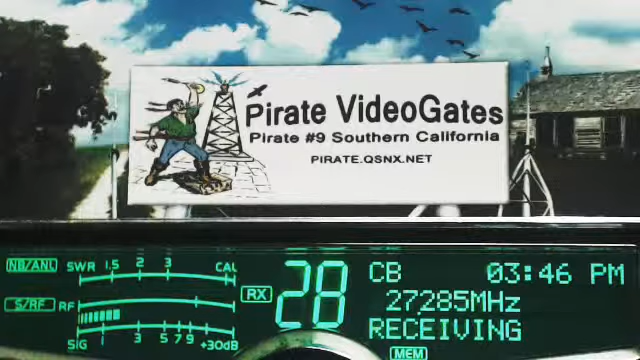 Pirate VideoGates
Pirate #9 Southern California
PIRATE.QSNX.NET
NB/ANL SWR 1.5 2 3 CAL
S/RF RF
SIG 1 3 5 7 9 +30dB
RX 28
CB 03:46 PM
27285MHz
RECEIVING
MEM